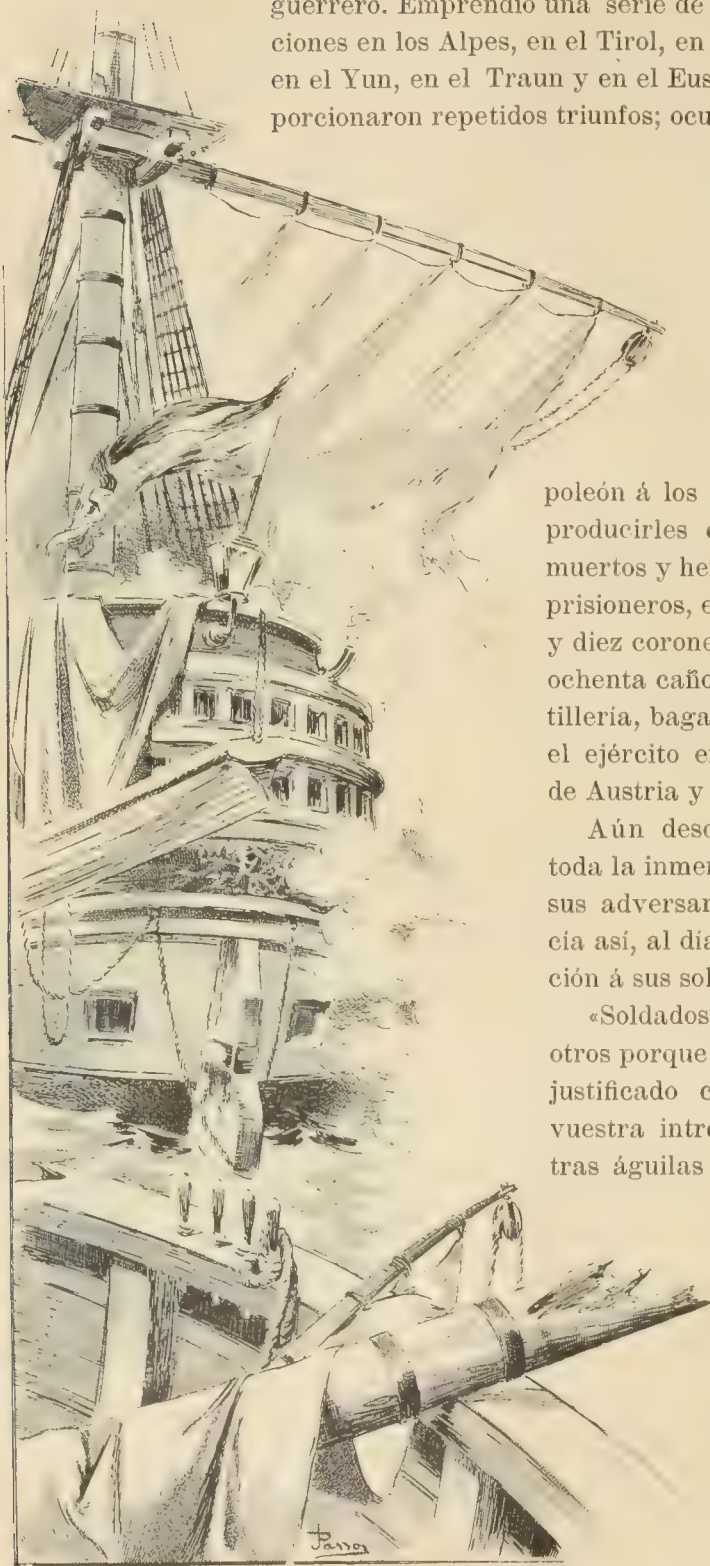 guerrero. Emprendió una serie de
ciones en los Alpes, en el Tirol, en
en el Yun, en el Traun y en el Eus
porcionaron repetidos triunfos; ocu
poleón á los
producirles
muertos y he
prisioneros, e
y diez corone
ochenta caño
tillería, baga
el ejército e
de Austria y
Aún desc
toda la inmen
sus adversar
cía así, al día
ción á sus sol
«Soldados
otros porque
justificado c
vuestra intre
tras águilas
Parros